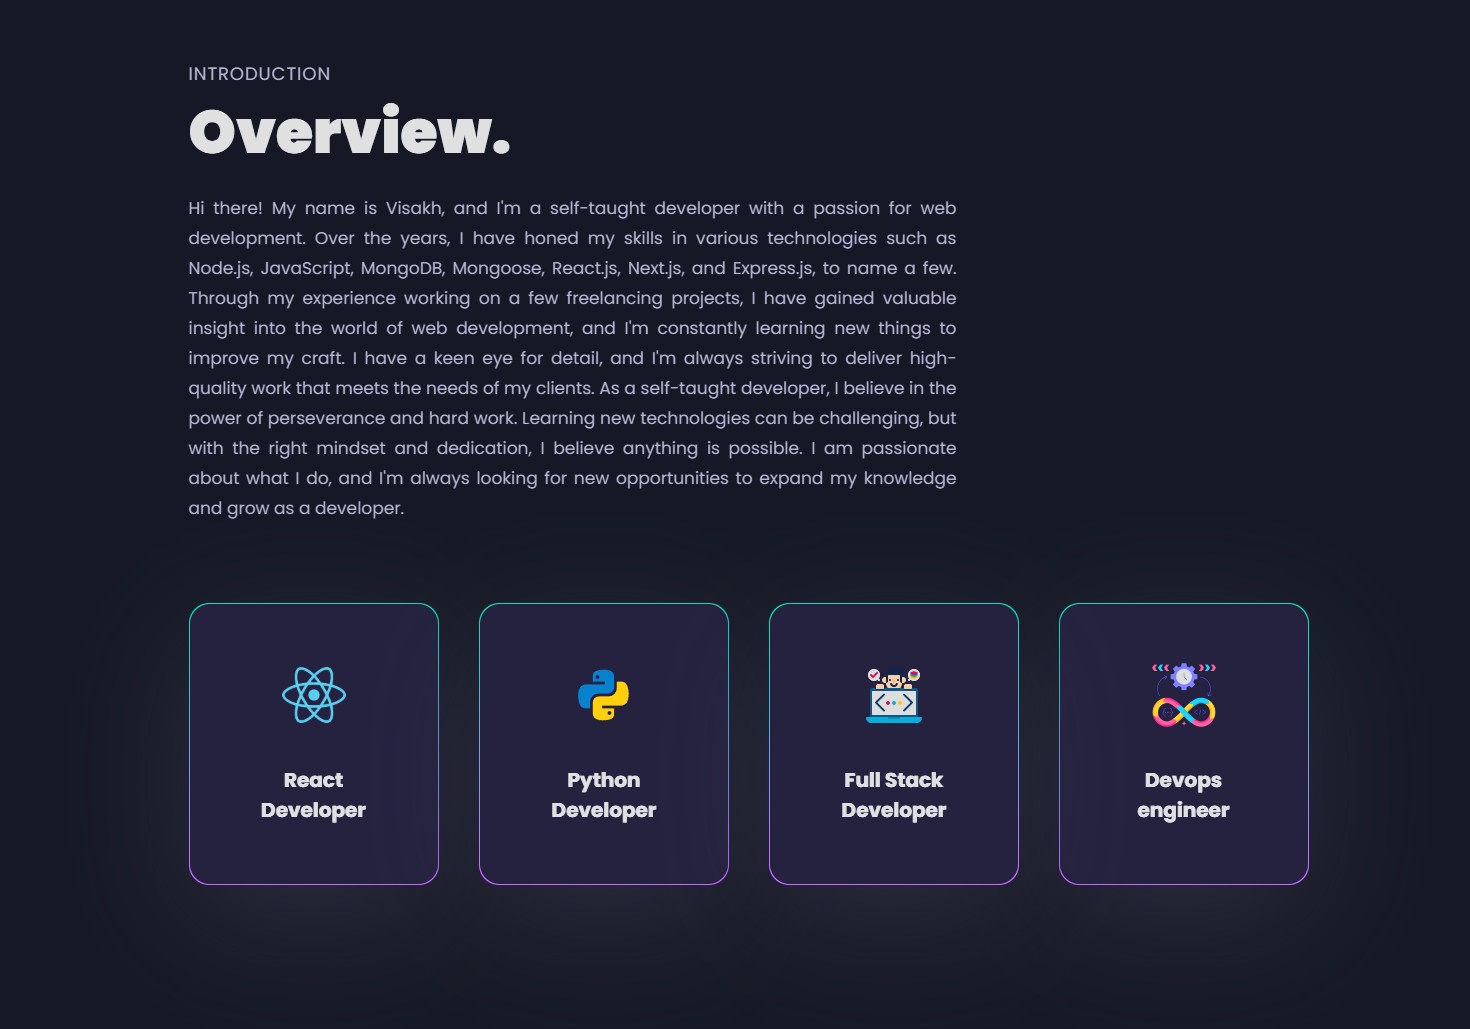 INTRODUCTION
Overview.
Hi there! My name is Visakh, and I'm a self-taught developer with a passion for web
development. Over the years, I have honed my skills in various technologies such as
Node.js, JavaScript, MongoDB, Mongoose, React.js, Next.js, and Express.js, to name a few.
Through my experience working on a few freelancing projects, I have gained valuable
insight into the world of web development, and I'm constantly learning new things to
improve my craft. I have a keen eye for detail, and I'm always striving to deliver high-
quality work that meets the needs of my clients. As a self-taught developer, I believe in the
power of perseverance and hard work. Learning new technologies can be challenging, but
with the right mindset and dedication, I believe anything is possible. I am passionate
about what I do, and I'm always looking for new opportunities to expand my knowledge
and grow as a developer.
React
Developer
Python
Developer
Full Stack
Developer
Devops
engineer